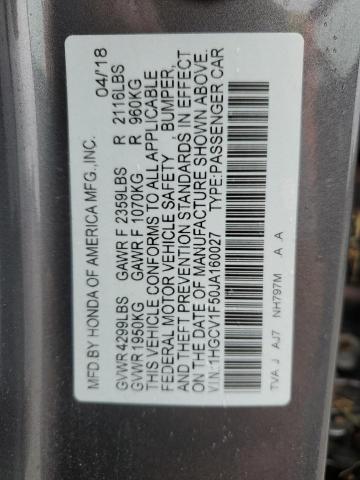 MFD.BY HONDA OF AMERICA MFG.,INC. 04/18
GVWR 4299LBS GAWR F 2359LBS R 2116LBS
GVWR 1950KG GAWR F 1070KG R 960KG
THIS VEHICLE CONFORMS TO ALL APPLICABLE
FEDERAL MOTOR VEHICLE SAFETY BUMPER,
AND THEFT PREVENTION STANDARDS IN EFFECT
ON THE DATE OF MANUFACTURE SHOWN ABOVE.
V.I.N.:1HGCV1F50JA160027 TYPE:PASSENGER CAR
TVA J AJ7 NH797M A A